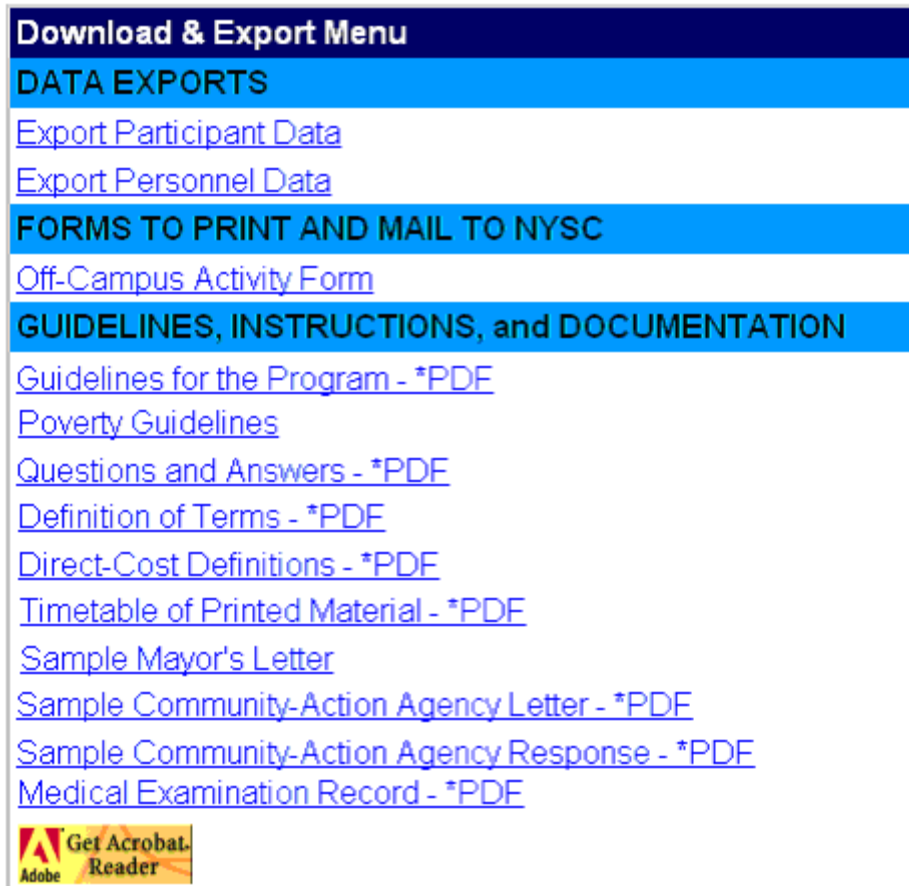 Download & Export Menu
DATA EXPORTS
Export Participant Data
Export Personnel Data
FORMS TO PRINT AND MAIL TO NYSC
Off-Campus Activity Form
GUIDELINES, INSTRUCTIONS, and DOCUMENTATION
Guidelines for the Program - *PDF
Poverty Guidelines
Questions and Answers - *PDF
Definition of Terms - *PDF
Direct-Cost Definitions - *PDF
Timetable of Printed Material - *PDF
Sample Mayor's Letter
Sample Community-Action Agency Letter - *PDF
Sample Community-Action Agency Response - *PDF
Medical Examination Record - *PDF
Get Acrobat
Adobe Reader